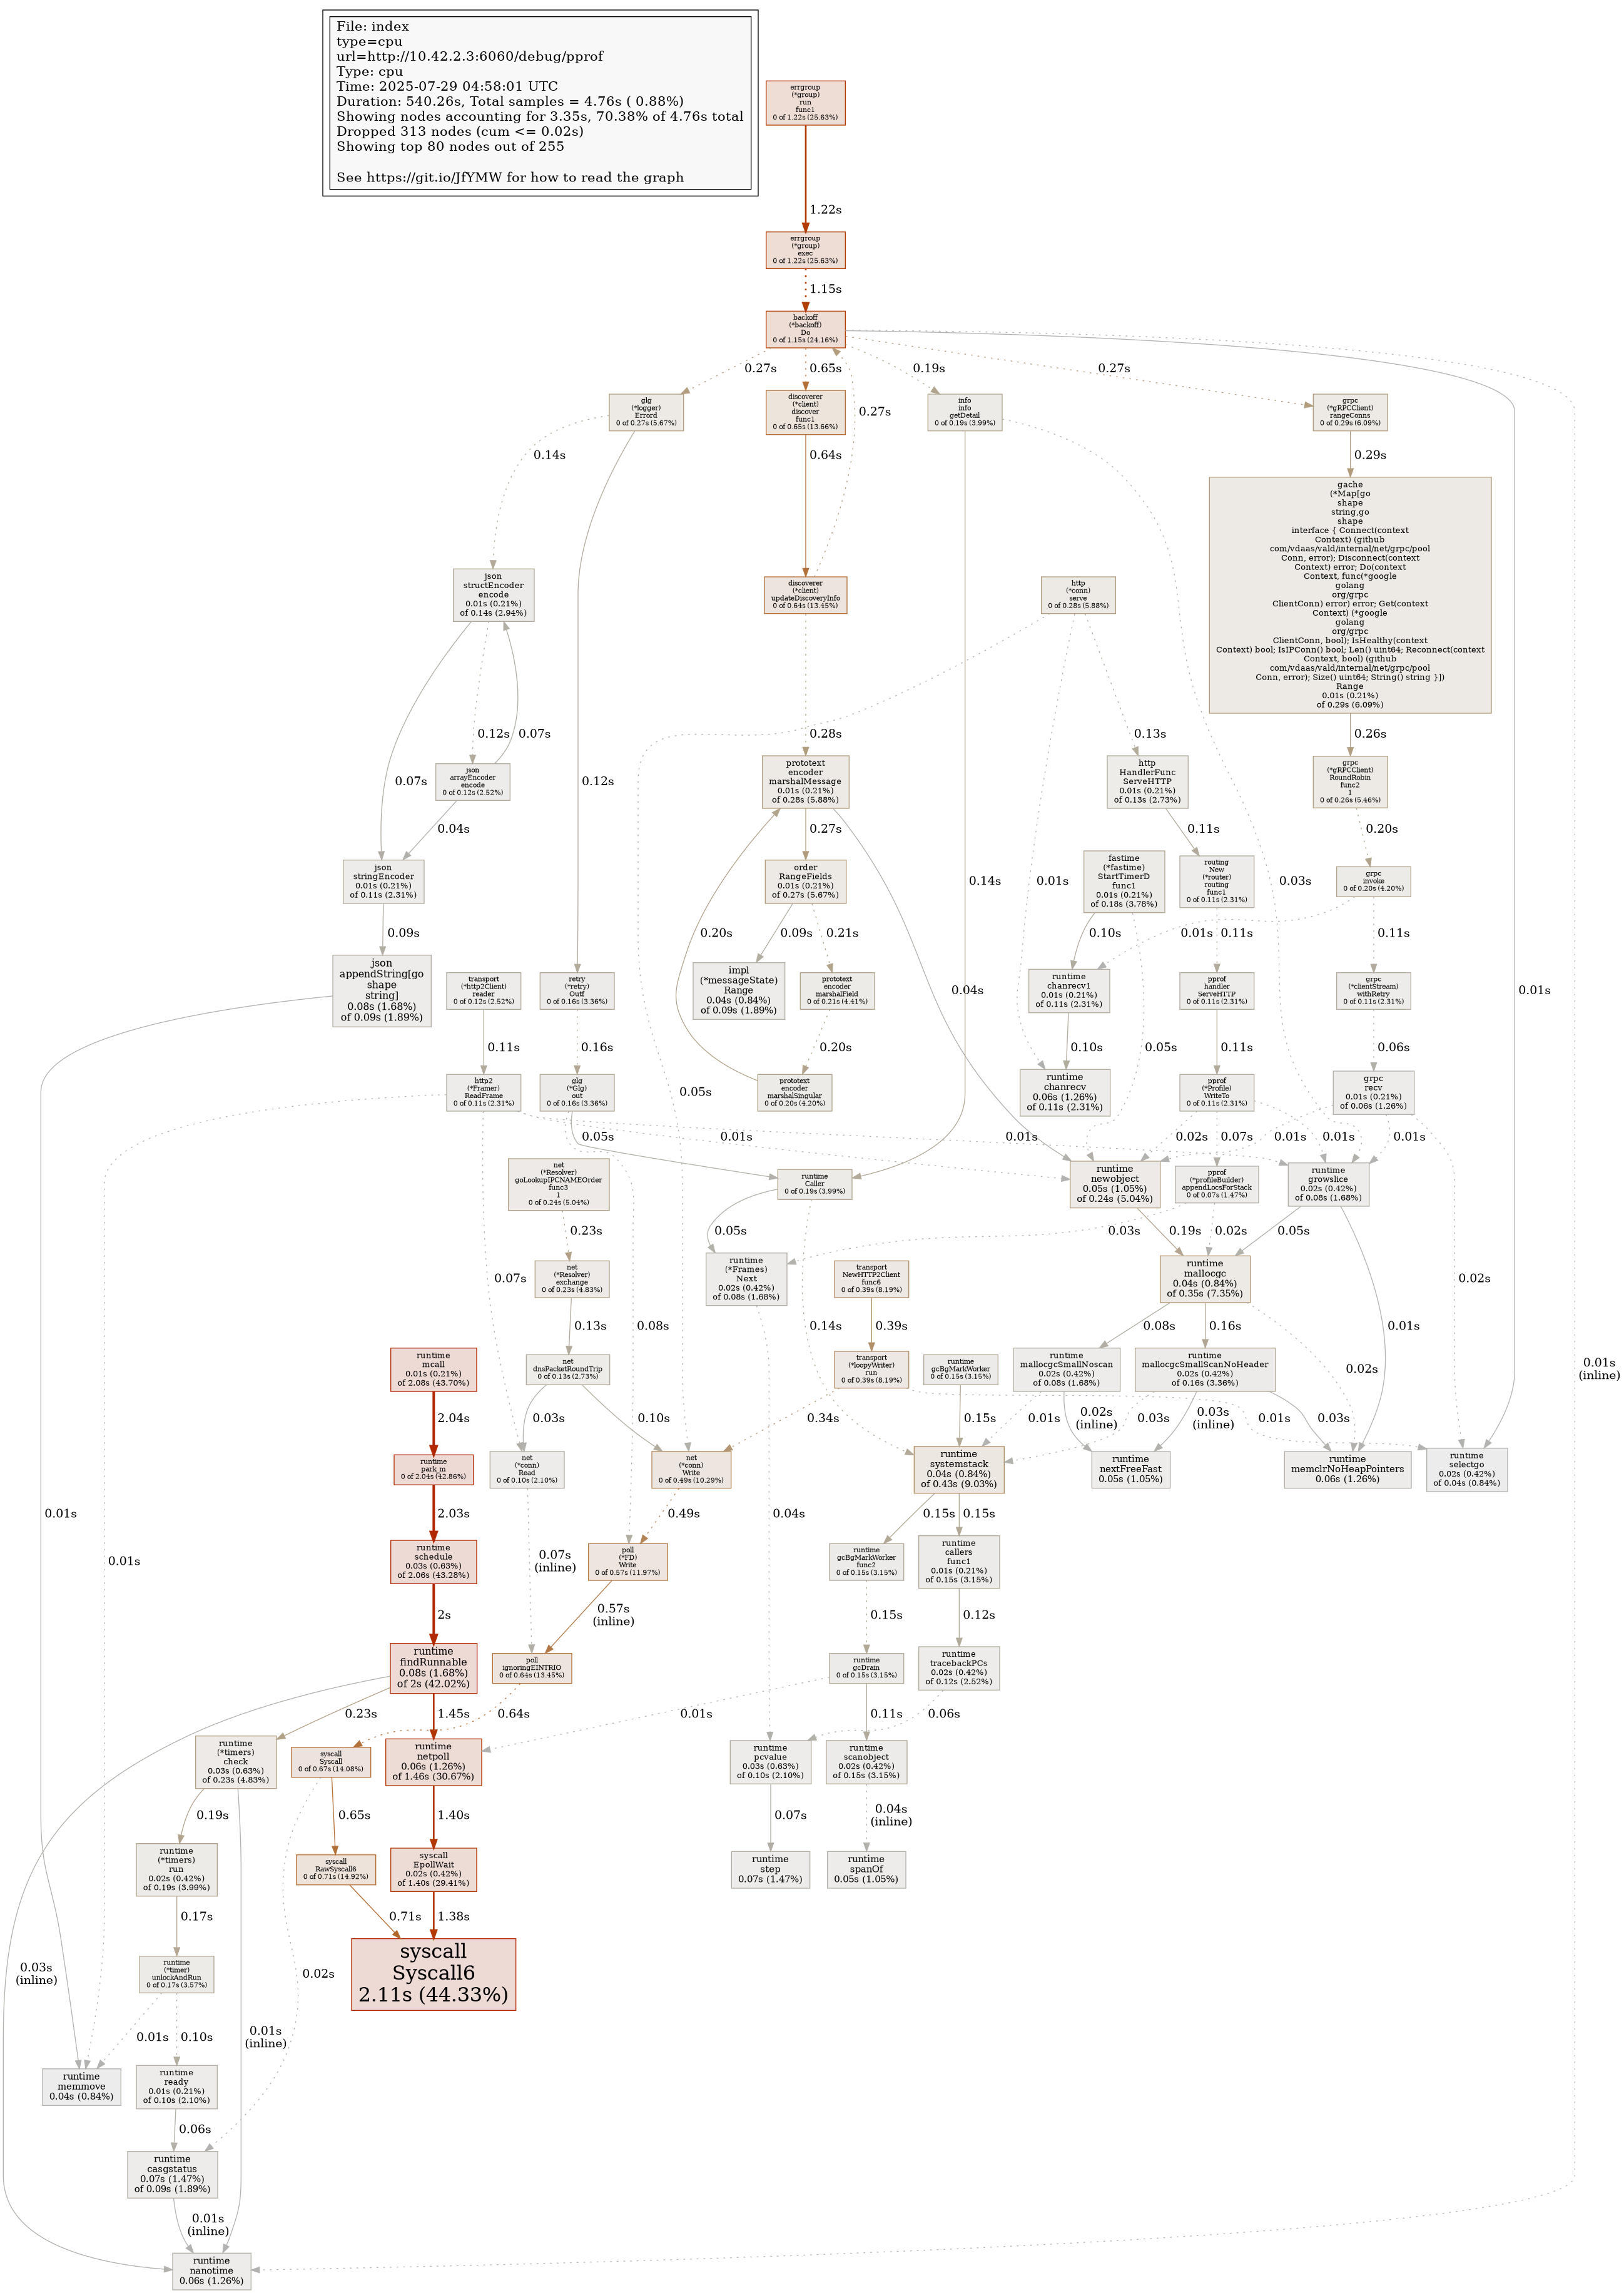 File: index
type=cpu
url=http://10.42.2.3:6060/debug/pprof
Type: cpu
Time: 2025-07-29 04:58:01 UTC
Duration: 540.26s, Total samples = 4.76s ( 0.88%)
Showing nodes accounting for 3.35s, 70.38% of 4.76s total
Dropped 313 nodes (cum <= 0.02s)
Showing top 80 nodes out of 255
See https://git.io/JfYMW for how to read the graph
errgroup
(*group)
run
func1
0 of 1.22s (25.63%)
1.22s
errgroup
(*group)
exec
0 of 1.22s (25.63%)
1.15s
backoff
(*backoff)
Do
0 of 1.15s (24.16%)
0.27s
0.65s
0.27s
0.19s
0.27s
0.01s
0.01s
(inline)
glg
(*logger)
Errord
0 of 0.27s (5.67%)
discoverer
(*client)
discover
func1
0 of 0.65s (13.66%)
info
info
getDetail
0 of 0.19s (3.99%)
grpc
(*gRPCClient)
rangeConns
0 of 0.29s (6.09%)
0.14s
0.12s
0.64s
0.14s
0.03s
0.29s
gache
(*Map[go
shape
string,go
shape
interface { Connect(context
Context) (github
com/vdaas/vald/internal/net/grpc/pool
Conn, error); Disconnect(context
Context) error; Do(context
Context, func(*google
golang
org/grpc
ClientConn) error) error; Get(context
Context) (*google
golang
org/grpc
ClientConn, bool); IsHealthy(context
Context) bool; IsIPConn() bool; Len() uint64; Reconnect(context
Context, bool) (github
com/vdaas/vald/internal/net/grpc/pool
Conn, error); Size() uint64; String() string }])
Range
0.01s (0.21%)
of 0.29s (6.09%)
json
structEncoder
encode
0.01s (0.21%)
of 0.14s (2.94%)
discoverer
(*client)
updateDiscoveryInfo
0 of 0.64s (13.45%)
http
(*conn)
serve
0 of 0.28s (5.88%)
0.07s
0.12s
0.07s
0.28s
0.05s
0.01s
0.13s
0.26s
json
arrayEncoder
encode
0 of 0.12s (2.52%)
0.04s
prototext
encoder
marshalMessage
0.01s (0.21%)
of 0.28s (5.88%)
0.27s
0.04s
http
HandlerFunc
ServeHTTP
0.01s (0.21%)
of 0.13s (2.73%)
0.11s
grpc
(*gRPCClient)
RoundRobin
func2
1
0 of 0.26s (5.46%)
0.20s
json
stringEncoder
0.01s (0.21%)
of 0.11s (2.31%)
0.09s
order
RangeFields
0.01s (0.21%)
of 0.27s (5.67%)
0.09s
0.21s
0.20s
fastime
(*fastime)
StartTimerD
func1
0.01s (0.21%)
of 0.18s (3.78%)
0.10s
0.05s
routing
New
(*router)
routing
func1
0 of 0.11s (2.31%)
0.11s
grpc
invoke
0 of 0.20s (4.20%)
0.01s
0.11s
json
appendString[go
shape
string]
0.08s (1.68%)
of 0.09s (1.89%)
0.01s
transport
(*http2Client)
reader
0 of 0.12s (2.52%)
0.11s
retry
(*retry)
Outf
0 of 0.16s (3.36%)
0.16s
impl
(*messageState)
Range
0.04s (0.84%)
of 0.09s (1.89%)
prototext
encoder
marshalField
0 of 0.21s (4.41%)
0.20s
runtime
chanrecv1
0.01s (0.21%)
of 0.11s (2.31%)
0.10s
pprof
handler
ServeHTTP
0 of 0.11s (2.31%)
0.11s
grpc
(*clientStream)
withRetry
0 of 0.11s (2.31%)
0.06s
http2
(*Framer)
ReadFrame
0 of 0.11s (2.31%)
0.01s
0.07s
0.01s
0.01s
glg
(*Glg)
out
0 of 0.16s (3.36%)
0.05s
0.08s
prototext
encoder
marshalSingular
0 of 0.20s (4.20%)
runtime
chanrecv
0.06s (1.26%)
of 0.11s (2.31%)
pprof
(*Profile)
WriteTo
0 of 0.11s (2.31%)
0.02s
0.07s
0.01s
grpc
recv
0.01s (0.21%)
of 0.06s (1.26%)
0.01s
0.01s
0.02s
net
(*Resolver)
goLookupIPCNAMEOrder
func3
1
0 of 0.24s (5.04%)
0.23s
runtime
Caller
0 of 0.19s (3.99%)
0.05s
0.14s
runtime
newobject
0.05s (1.05%)
of 0.24s (5.04%)
0.19s
pprof
(*profileBuilder)
appendLocsForStack
0 of 0.07s (1.47%)
0.03s
0.02s
runtime
growslice
0.02s (0.42%)
of 0.08s (1.68%)
0.05s
0.01s
net
(*Resolver)
exchange
0 of 0.23s (4.83%)
0.13s
runtime
(*Frames)
Next
0.02s (0.42%)
of 0.08s (1.68%)
0.04s
transport
NewHTTP2Client
func6
0 of 0.39s (8.19%)
0.39s
runtime
mallocgc
0.04s (0.84%)
of 0.35s (7.35%)
0.08s
0.16s
0.02s
runtime
mcall
0.01s (0.21%)
of 2.08s (43.70%)
2.04s
net
dnsPacketRoundTrip
0 of 0.13s (2.73%)
0.03s
0.10s
transport
(*loopyWriter)
run
0 of 0.39s (8.19%)
0.34s
0.01s
runtime
gcBgMarkWorker
0 of 0.15s (3.15%)
0.15s
runtime
mallocgcSmallNoscan
0.02s (0.42%)
of 0.08s (1.68%)
0.01s
0.02s
(inline)
runtime
mallocgcSmallScanNoHeader
0.02s (0.42%)
of 0.16s (3.36%)
0.03s
0.03s
(inline)
0.03s
runtime
park_m
0 of 2.04s (42.86%)
2.03s
net
(*conn)
Read
0 of 0.10s (2.10%)
0.07s
(inline)
net
(*conn)
Write
0 of 0.49s (10.29%)
0.49s
runtime
systemstack
0.04s (0.84%)
of 0.43s (9.03%)
0.15s
0.15s
runtime
nextFreeFast
0.05s (1.05%)
runtime
memclrNoHeapPointers
0.06s (1.26%)
runtime
selectgo
0.02s (0.42%)
of 0.04s (0.84%)
runtime
schedule
0.03s (0.63%)
of 2.06s (43.28%)
2s
poll
(*FD)
Write
0 of 0.57s (11.97%)
0.57s
(inline)
runtime
gcBgMarkWorker
func2
0 of 0.15s (3.15%)
0.15s
runtime
callers
func1
0.01s (0.21%)
of 0.15s (3.15%)
0.12s
runtime
findRunnable
0.08s (1.68%)
of 2s (42.02%)
0.03s
(inline)
0.23s
1.45s
poll
ignoringEINTRIO
0 of 0.64s (13.45%)
0.64s
runtime
gcDrain
0 of 0.15s (3.15%)
0.01s
0.11s
runtime
tracebackPCs
0.02s (0.42%)
of 0.12s (2.52%)
0.06s
runtime
(*timers)
check
0.03s (0.63%)
of 0.23s (4.83%)
0.19s
0.01s
(inline)
syscall
Syscall
0 of 0.67s (14.08%)
0.02s
0.65s
runtime
netpoll
0.06s (1.26%)
of 1.46s (30.67%)
1.40s
runtime
pcvalue
0.03s (0.63%)
of 0.10s (2.10%)
0.07s
runtime
scanobject
0.02s (0.42%)
of 0.15s (3.15%)
0.04s
(inline)
runtime
(*timers)
run
0.02s (0.42%)
of 0.19s (3.99%)
0.17s
syscall
RawSyscall6
0 of 0.71s (14.92%)
0.71s
syscall
EpollWait
0.02s (0.42%)
of 1.40s (29.41%)
1.38s
runtime
step
0.07s (1.47%)
runtime
spanOf
0.05s (1.05%)
runtime
(*timer)
unlockAndRun
0 of 0.17s (3.57%)
0.01s
0.10s
syscall
Syscall6
2.11s (44.33%)
runtime
memmove
0.04s (0.84%)
runtime
ready
0.01s (0.21%)
of 0.10s (2.10%)
0.06s
runtime
casgstatus
0.07s (1.47%)
of 0.09s (1.89%)
0.01s
(inline)
runtime
nanotime
0.06s (1.26%)